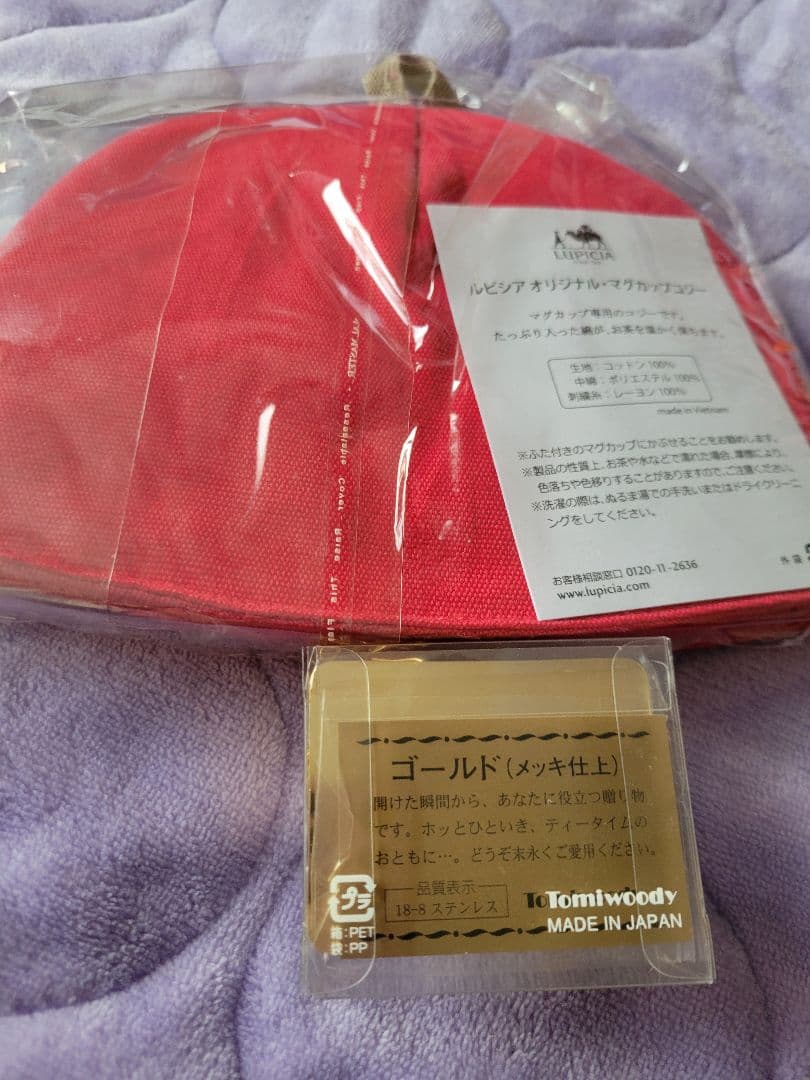 LUPICIA
ルピシア オリジナル・マグカップコジー
マグカップ専用のコジーです。
たっぷり入った綿が、お茶を温かく保ちます。
生地：コットン100%
中綿：ポリエステル100%
刺繍糸：レーヨン100%
made in Vietnam
※ふた付きのマグカップにかぶせることをお勧めします。
※製品の性質上、お茶や水などで濡れた場合、摩擦により、
色落ちや色移りすることがありますので、ご注意ください。
※洗濯の際は、ぬるま湯での手洗いまたはドライクリーニ
ングをしてください。
お客様相談窓口 0120-11-2636
www.lupicia.com
外袋
Resealable Cover
ゴールド（メッキ仕上）
開けた瞬間から、あなたに役立つ贈り物
です。ホッとひといき、ティータイムの
おともに…。どうぞ末永くご愛用ください。
品質表示
18-8 ステンレス
Tomiwoody
MADE IN JAPAN
プラ
箱:PET
袋:PP